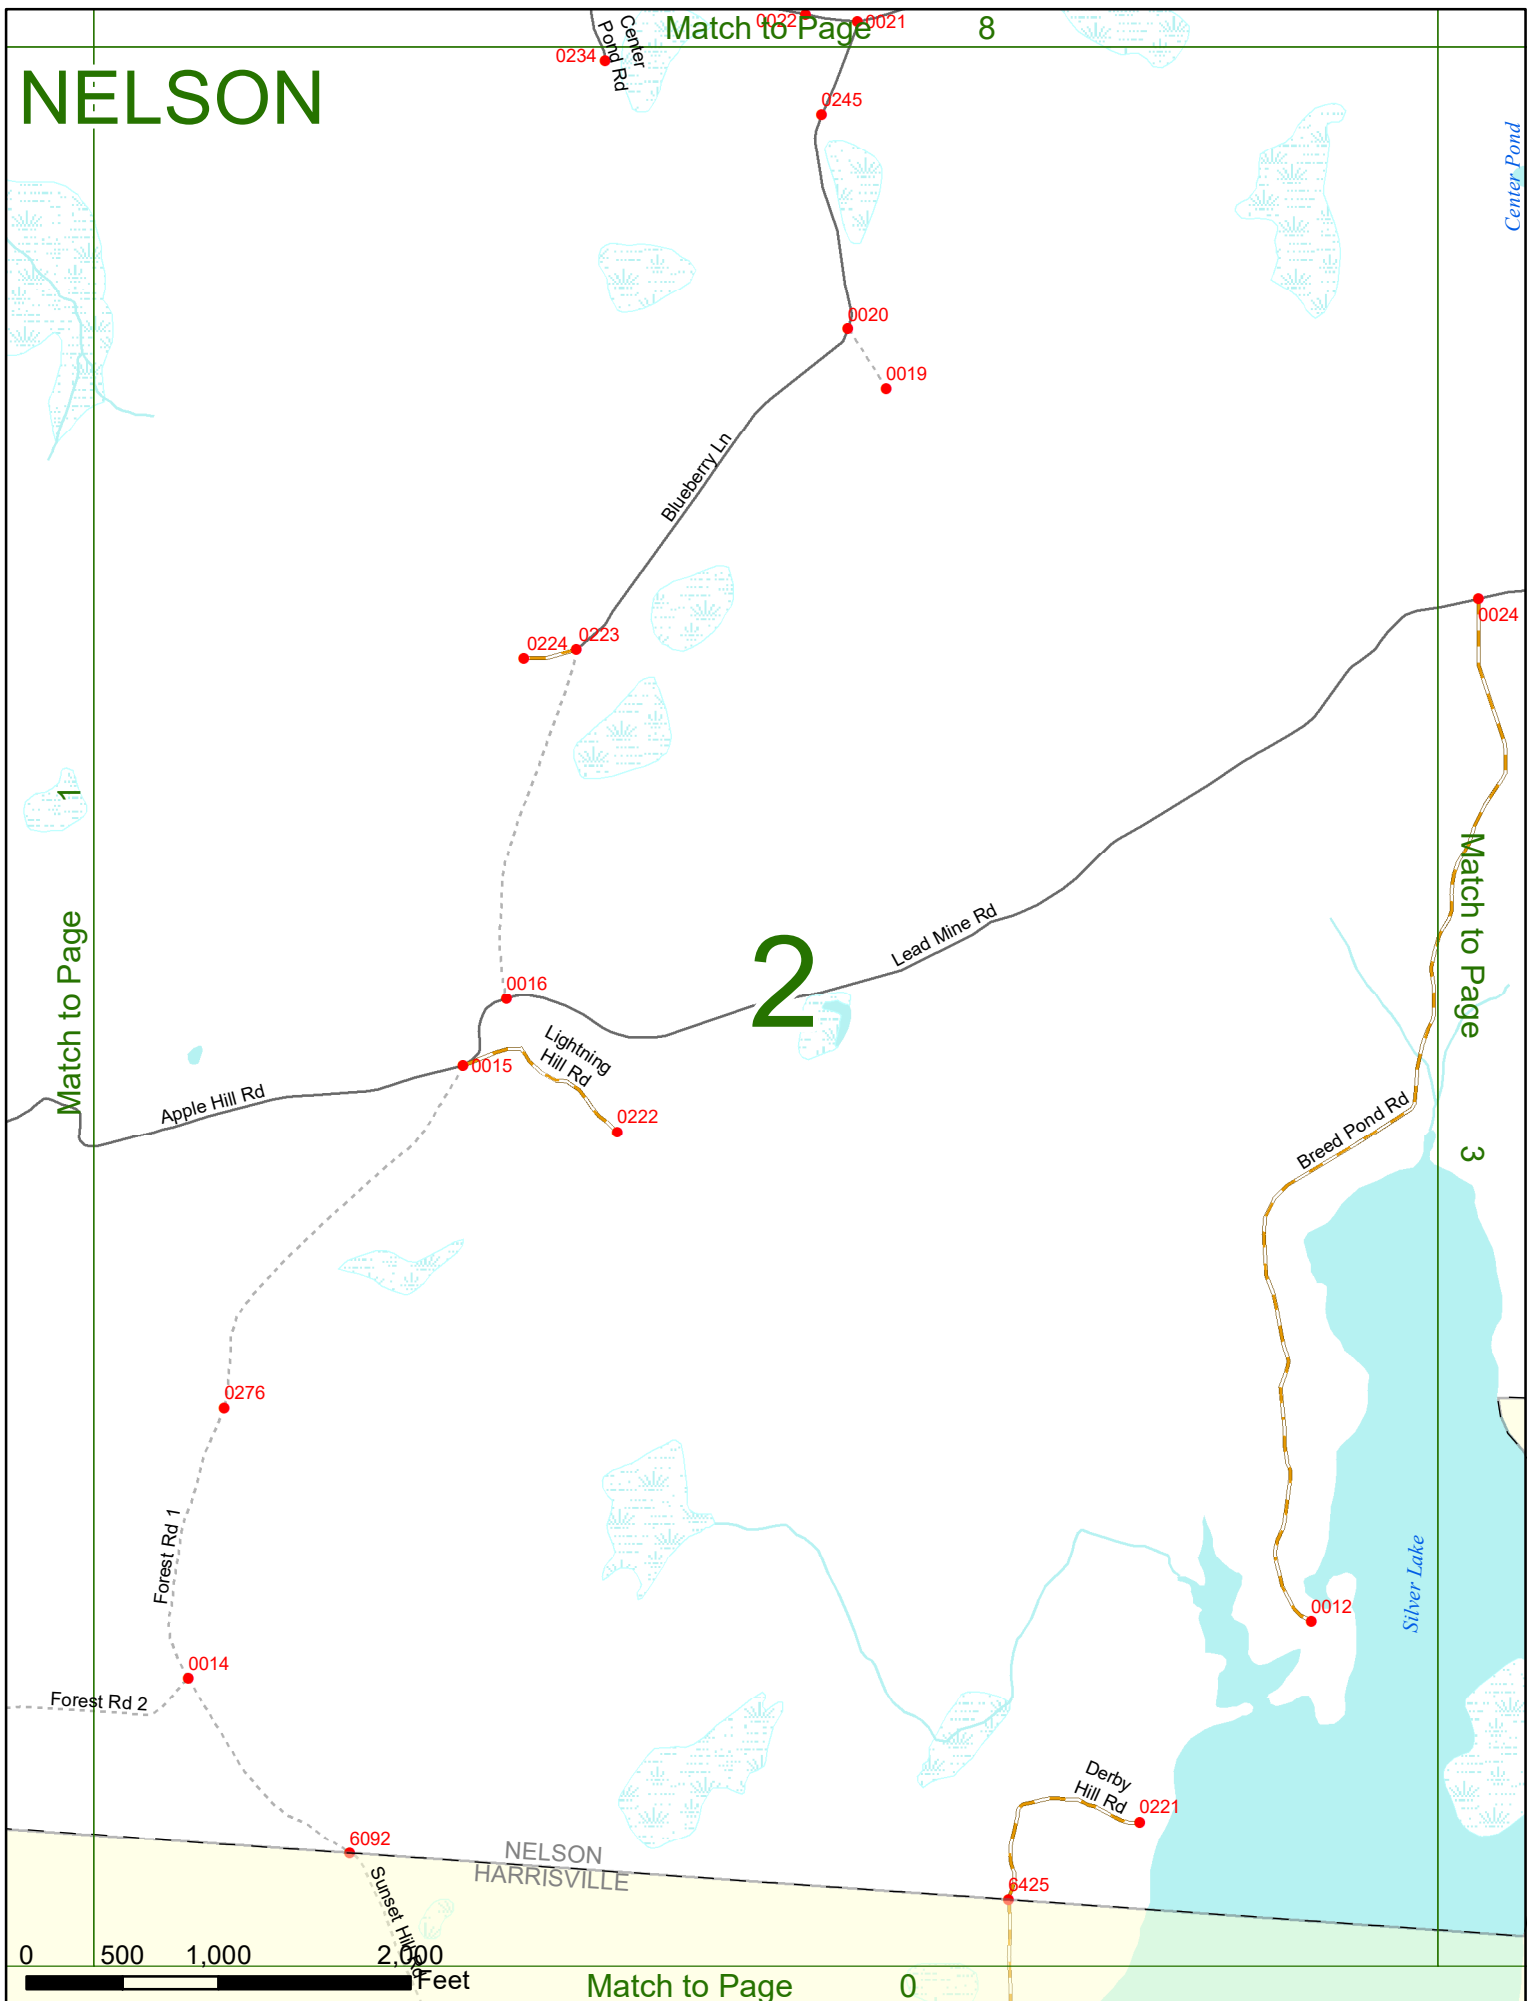 0022
0021
Match to Page 8
Center
Pond Rd
0234
NELSON
0245
Center Pond
0020
0019
Blueberry Ln
0024
0223
0224
1
Match to Page
Match to Page 3
Lead Mine Rd
2
0016
Lightning
Hill Rd
0015
Apple Hill Rd
0222
Breed Pond Rd
0276
Forest Rd 1
Silver Lake
0012
0014
Forest Rd 2
Derby
Hill Rd
0221
6092
NELSON
HARRISVILLE
6425
Sunset Hill Rd
0 500 1,000 2,000
Feet
Match to Page 0